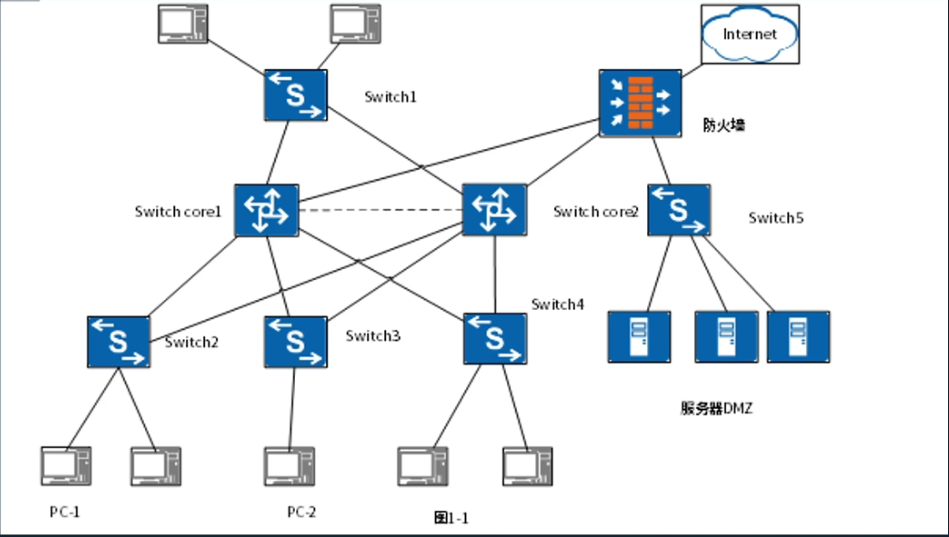 Internet
Switch1
防火墙
Switch core1
Switch core2
Switch5
Switch4
Switch2
Switch3
服务器DMZ
PC-1
PC-2
图1-1